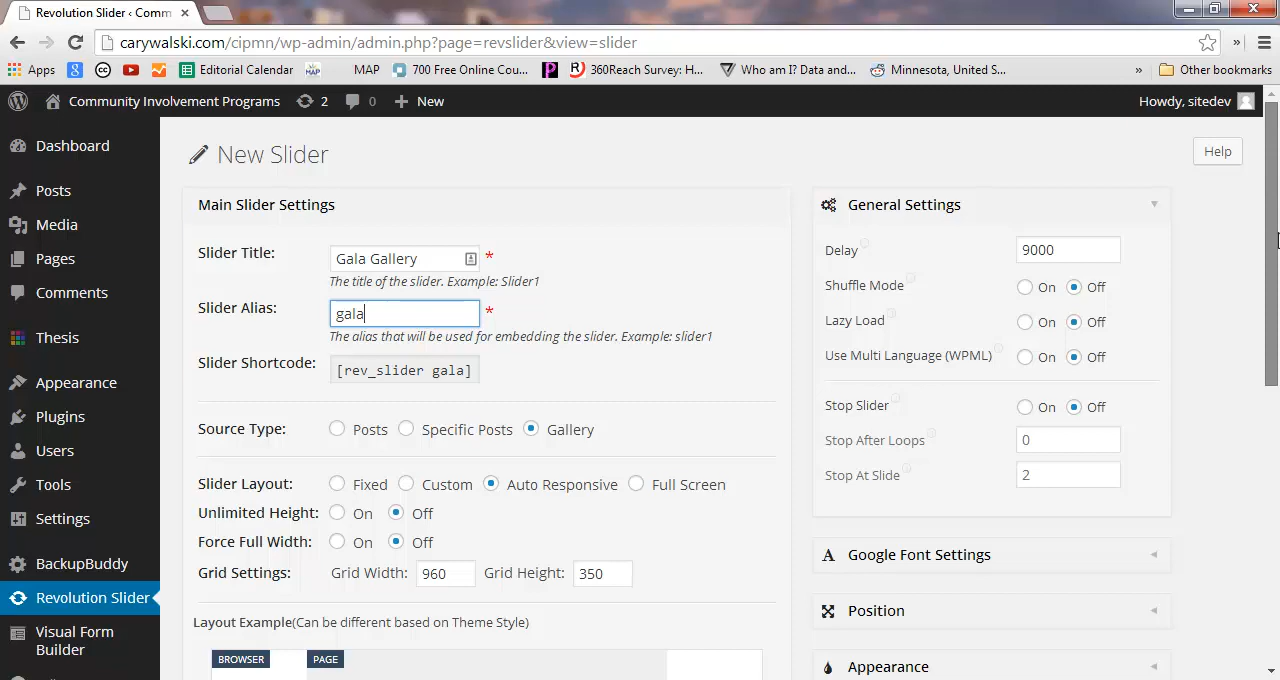 Revolution Slider ‹ Comm
carywalski.com/cipmn/wp-admin/admin.php?page=revslider&view=slider
Apps
Editorial Calendar
MAP
700 Free Online Cou...
360Reach Survey: H...
Who am I? Data and...
Minnesota, United S...
Other bookmarks
Community Involvement Programs
2
0
New
Howdy, sitedev
Dashboard
Posts
Media
Pages
Comments
Thesis
Appearance
Plugins
Users
Tools
Settings
BackupBuddy
Revolution Slider
Visual Form
Builder
New Slider
Help
Main Slider Settings
Slider Title:
Gala Gallery
*
The title of the slider. Example: Slider1
Slider Alias:
gala
*
The alias that will be used for embedding the slider. Example: slider1
Slider Shortcode:
[rev_slider gala]
Source Type:
Posts
Specific Posts
Gallery
Slider Layout:
Fixed
Custom
Auto Responsive
Full Screen
Unlimited Height:
On
Off
Force Full Width:
On
Off
Grid Settings:
Grid Width:
960
Grid Height:
350
Layout Example(Can be different based on Theme Style)
BROWSER
PAGE
General Settings
Delay
9000
Shuffle Mode
On
Off
Lazy Load
On
Off
Use Multi Language (WPML)
On
Off
Stop Slider
On
Off
Stop After Loops
0
Stop At Slide
2
Google Font Settings
Position
Appearance